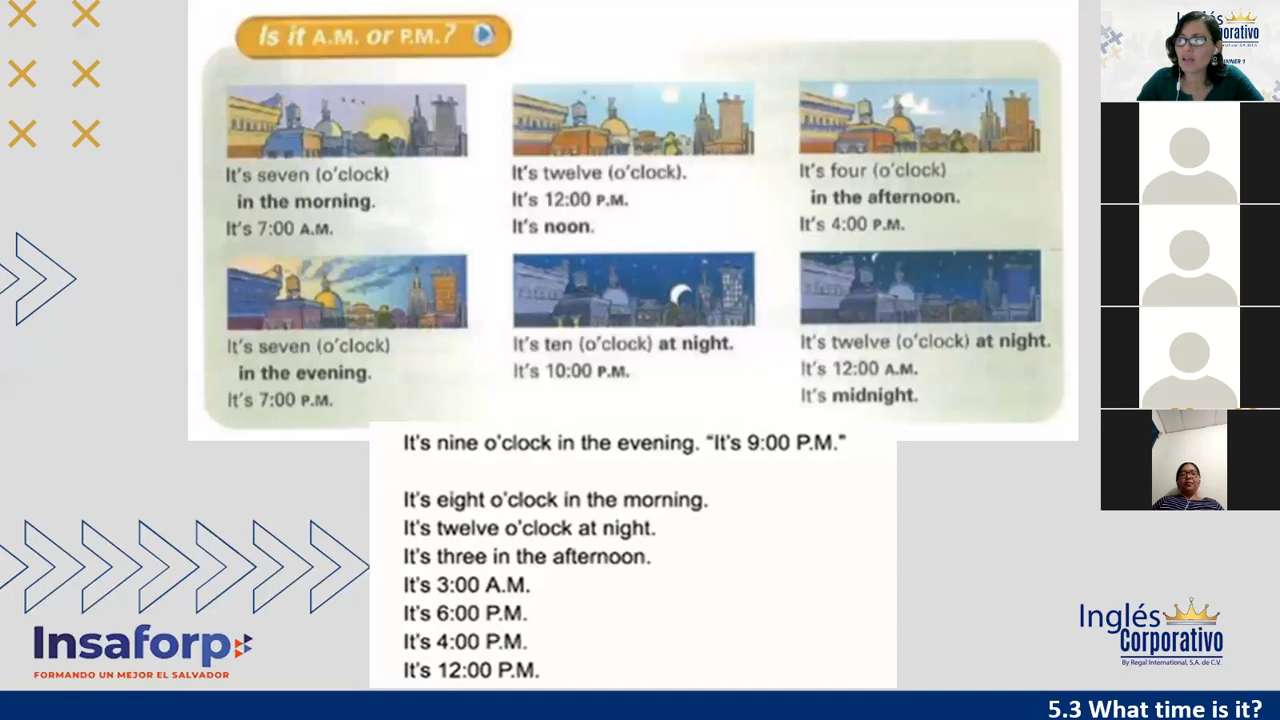 Is it A.M. or P.M.?
It's seven (o'clock)
in the morning.
It's 7:00 A.M.
It's twelve (o'clock).
It's 12:00 P.M.
It's noon.
It's four (o'clock)
in the afternoon.
It's 4:00 P.M.
It's seven (o'clock)
in the evening.
It's 7:00 P.M.
It's ten (o'clock) at night.
It's 10:00 P.M.
It's twelve (o'clock) at night.
It's 12:00 A.M.
It's midnight.
It's nine o'clock in the evening. “It's 9:00 P.M.”
It's eight o'clock in the morning.
It's twelve o'clock at night.
It's three in the afternoon.
It's 3:00 A.M.
It's 6:00 P.M.
It's 4:00 P.M.
It's 12:00 P.M.
Insaforp
FORMANDO UN MEJOR EL SALVADOR
Inglés
Corporativo
By Regal International, S.A. de C.V.
5.3 What time is it?